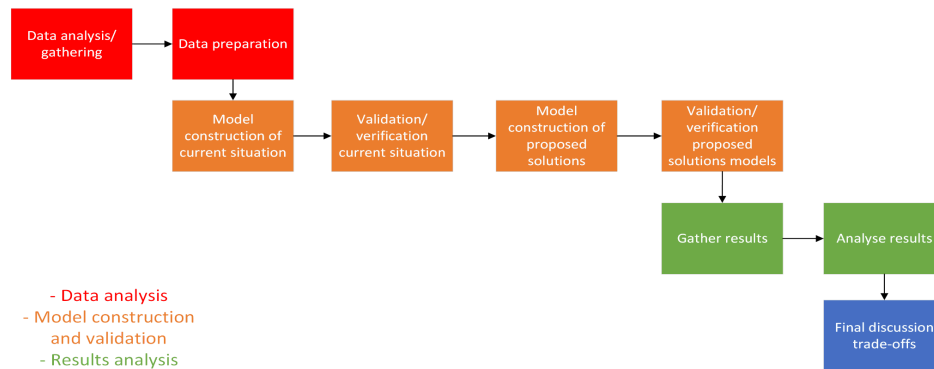 Data analysis/
gathering
Data preparation
Model
construction of
current situation
Validation/
verification
current situation
Model
construction of
proposed
solutions
Validation/
verification
proposed
solutions models
Gather results
Analyse results
Final discussion
trade-offs
- Data analysis
- Model construction
and validation
- Results analysis